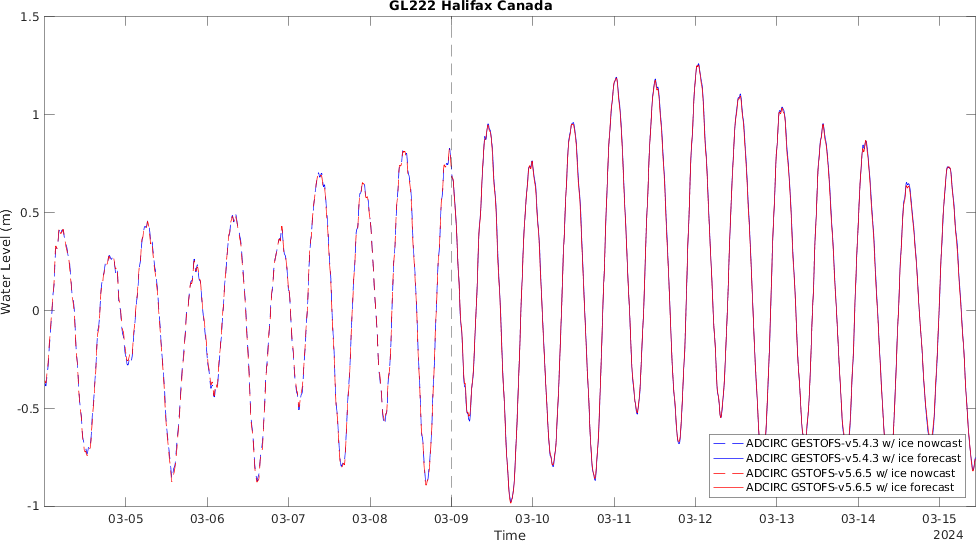 GL222 Halifax Canada
1.5
1
0.5
0
-0.5
-1
Water Level (m)
ADCIRC GESTOFS-v5.4.3 w/ ice nowcast
ADCIRC GESTOFS-v5.4.3 w/ ice forecast
ADCIRC GSTOFS-v5.6.5 w/ ice nowcast
ADCIRC GSTOFS-v5.6.5 w/ ice forecast
03-05 03-06 03-07 03-08 03-09 03-10 03-11 03-12 03-13 03-14 03-15
Time
2024